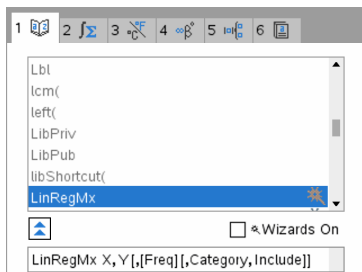 1 2 ∫Σ 3 °C°F 4 ∞β° 5 6
Lbl
lcm(
left(
LibPriv
LibPub
libShortcut(
LinRegMx
Wizards On
LinRegMx X,Y[,[Freq][,Category,Include]]